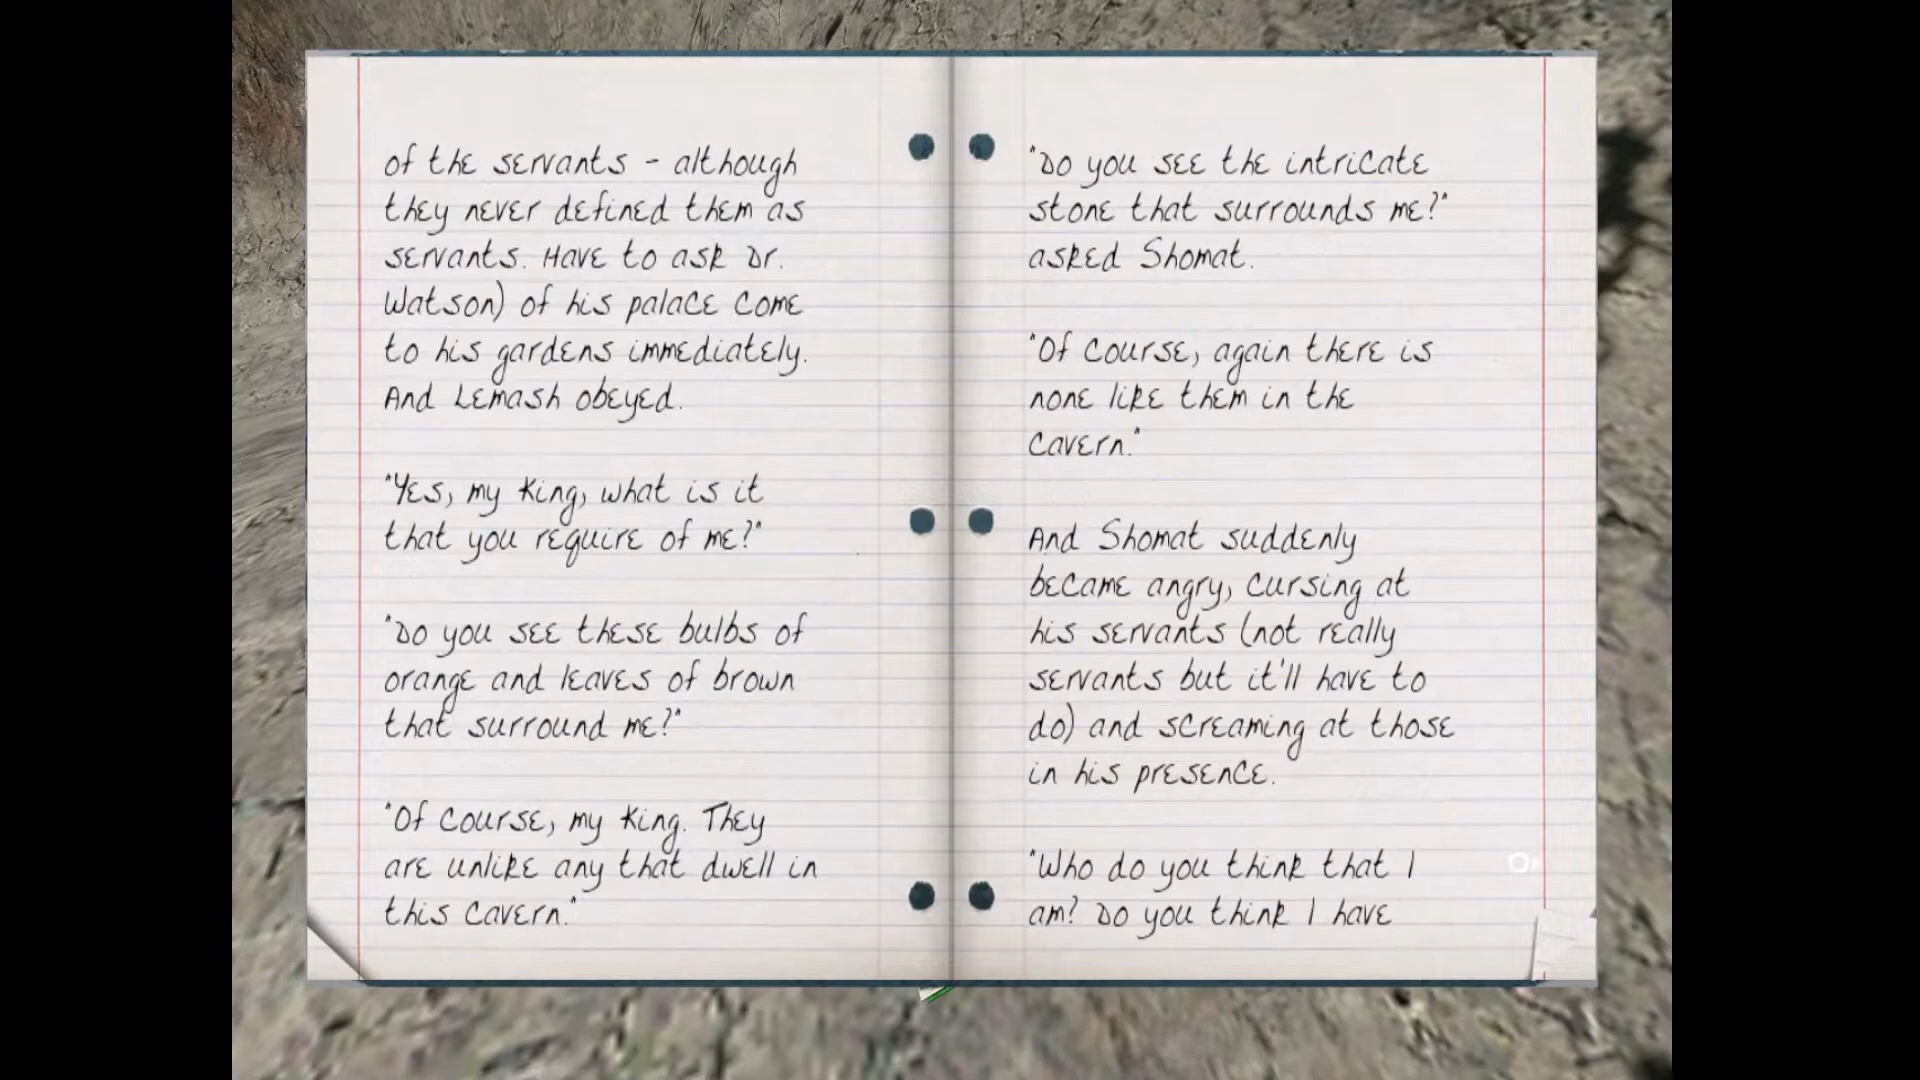 of the servants - although
they never defined them as
servants. Have to ask Dr.
Watson) of his palace come
to his gardens immediately.
And Lemash obeyed.
"Yes, my King, what is it
that you require of me?"
"Do you see these bulbs of
orange and leaves of brown
that surround me?"
"Of course, my King. They
are unlike any that dwell in
this cavern."
"Do you see the intricate
stone that surrounds me?"
asked Shomat.
"Of course, again there is
none like them in the
cavern."
And Shomat suddenly
became angry, cursing at
his servants (not really
servants but it'll have to
do) and screaming at those
in his presence.
"Who do you think that I
am? Do you think I have